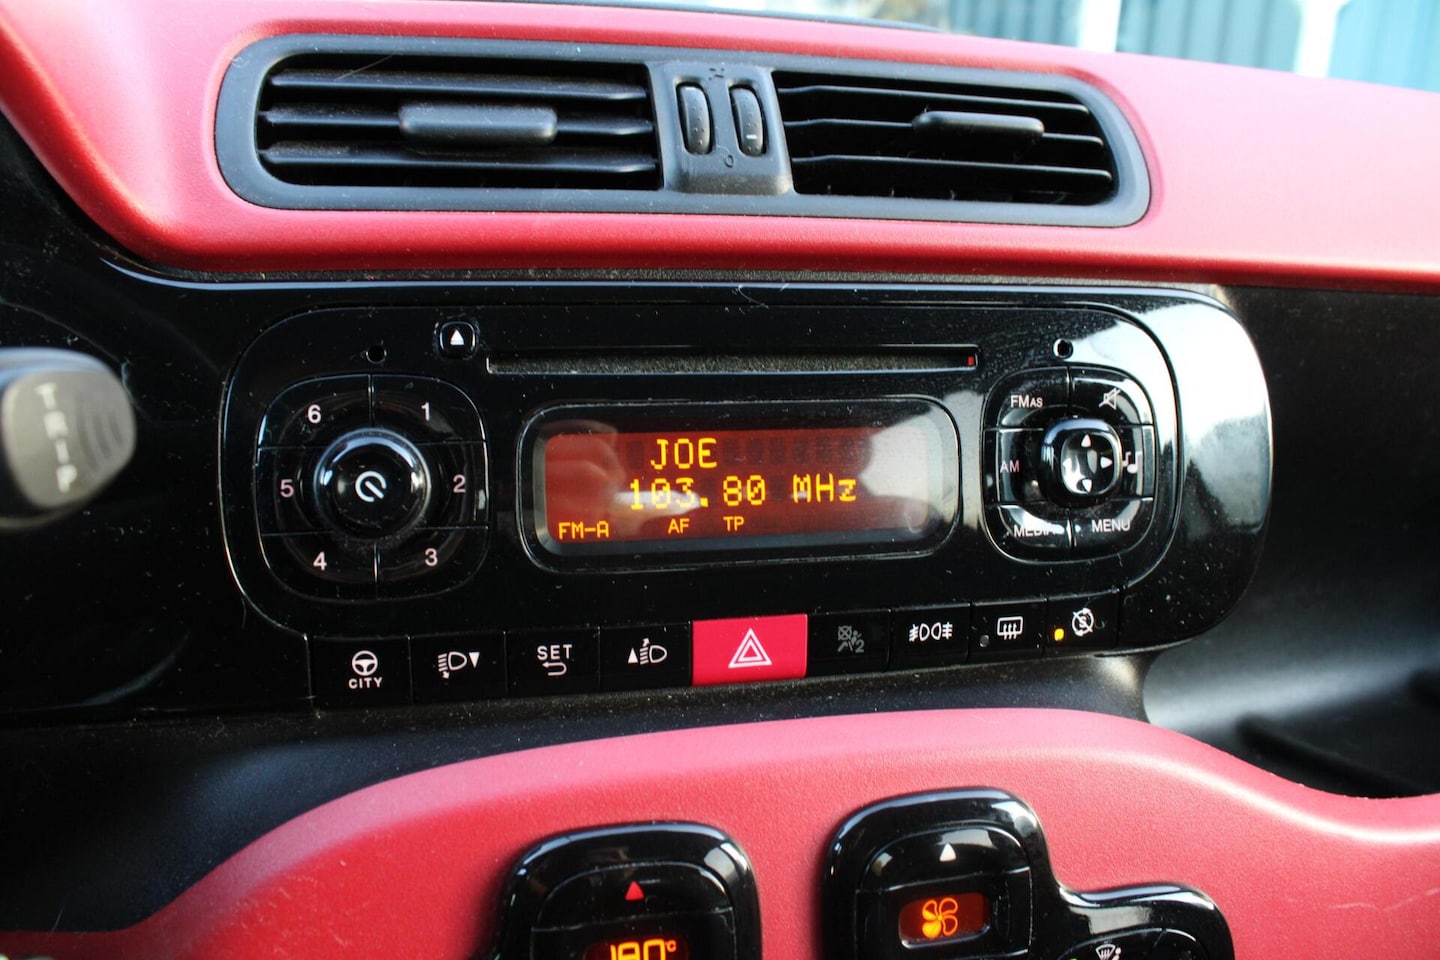 TRIP
6
1
5
2
4
3
JOE
103.80 MHz
FM-A AF TP
FMAS
AM
MEDIA
MENU
CITY
SET
2
S